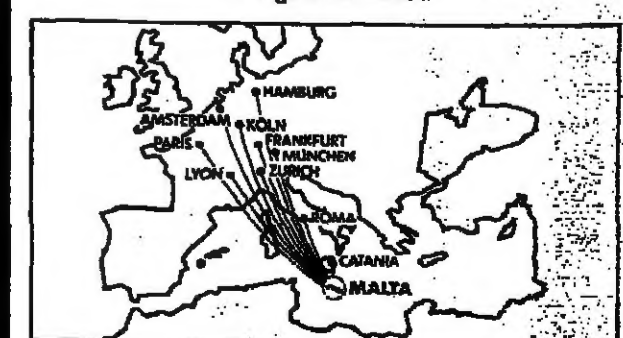 HAMBURG
AMSTERDAM
KÖLN
PARIS
FRANKFURT
MÜNCHEN
LYON
ZURICH
ROMA
CATANIA
MALTA